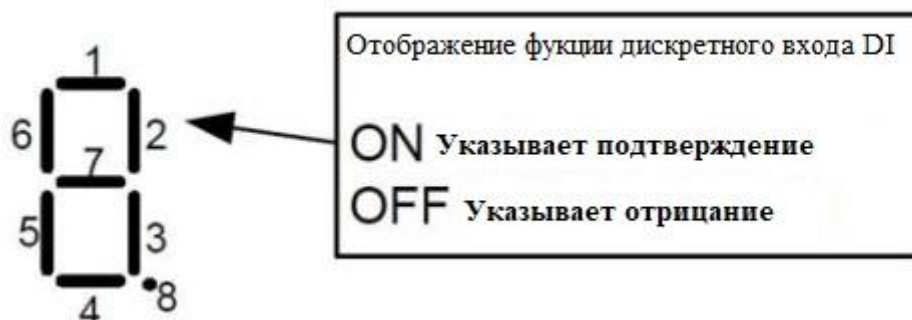 Отображение фукции дискретного входа DI
ON Указывает подтверждение
OFF Указывает отрицание
1
6
2
7
5
3
4
8